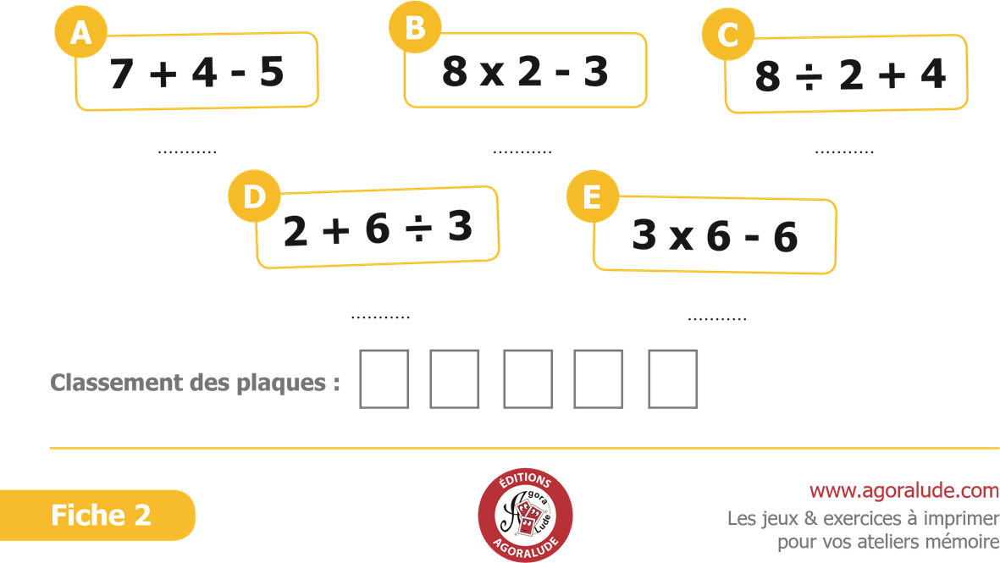 A
7 + 4 - 5
B
8 x 2 - 3
C
8 ÷ 2 + 4
...........
...........
...........
D
2 + 6 ÷ 3
E
3 x 6 - 6
...........
...........
Classement des plaques :
Fiche 2
ÉDITIONS
Agora
Lude
AGORALUDE
www.agoralude.com
Les jeux & exercices à imprimer
pour vos ateliers mémoire